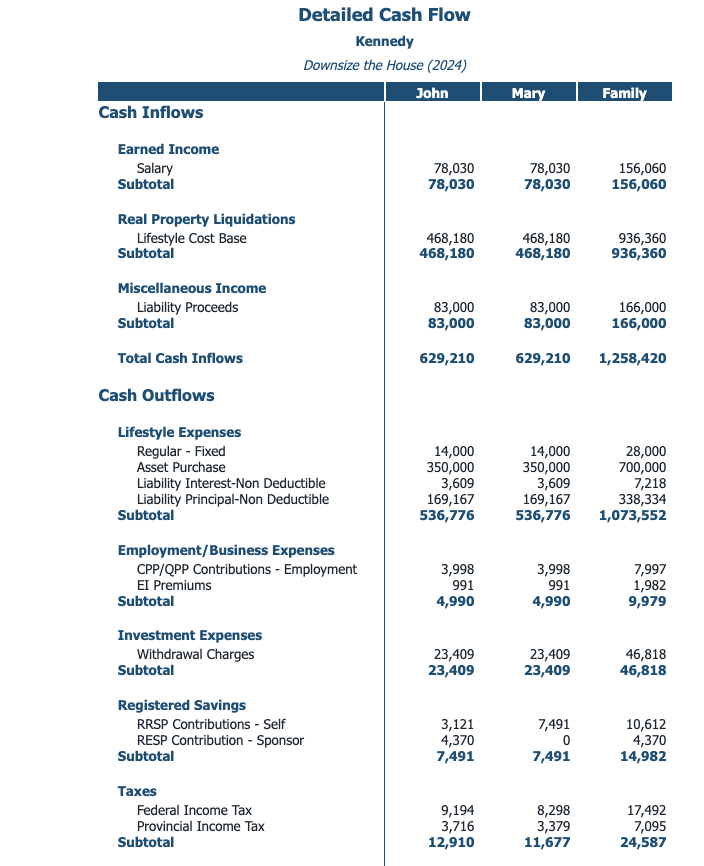 Detailed Cash Flow
Kennedy
Downsize the House (2024)
John Mary Family
Cash Inflows
Earned Income
Salary 78,030 78,030 156,060
Subtotal 78,030 78,030 156,060
Real Property Liquidations
Lifestyle Cost Base 468,180 468,180 936,360
Subtotal 468,180 468,180 936,360
Miscellaneous Income
Liability Proceeds 83,000 83,000 166,000
Subtotal 83,000 83,000 166,000
Total Cash Inflows 629,210 629,210 1,258,420
Cash Outflows
Lifestyle Expenses
Regular - Fixed 14,000 14,000 28,000
Asset Purchase 350,000 350,000 700,000
Liability Interest-Non Deductible 3,609 3,609 7,218
Liability Principal-Non Deductible 169,167 169,167 338,334
Subtotal 536,776 536,776 1,073,552
Employment/Business Expenses
CPP/QPP Contributions - Employment 3,998 3,998 7,997
EI Premiums 991 991 1,982
Subtotal 4,990 4,990 9,979
Investment Expenses
Withdrawal Charges 23,409 23,409 46,818
Subtotal 23,409 23,409 46,818
Registered Savings
RRSP Contributions - Self 3,121 7,491 10,612
RESP Contribution - Sponsor 4,370 0 4,370
Subtotal 7,491 7,491 14,982
Taxes
Federal Income Tax 9,194 8,298 17,492
Provincial Income Tax 3,716 3,379 7,095
Subtotal 12,910 11,677 24,587